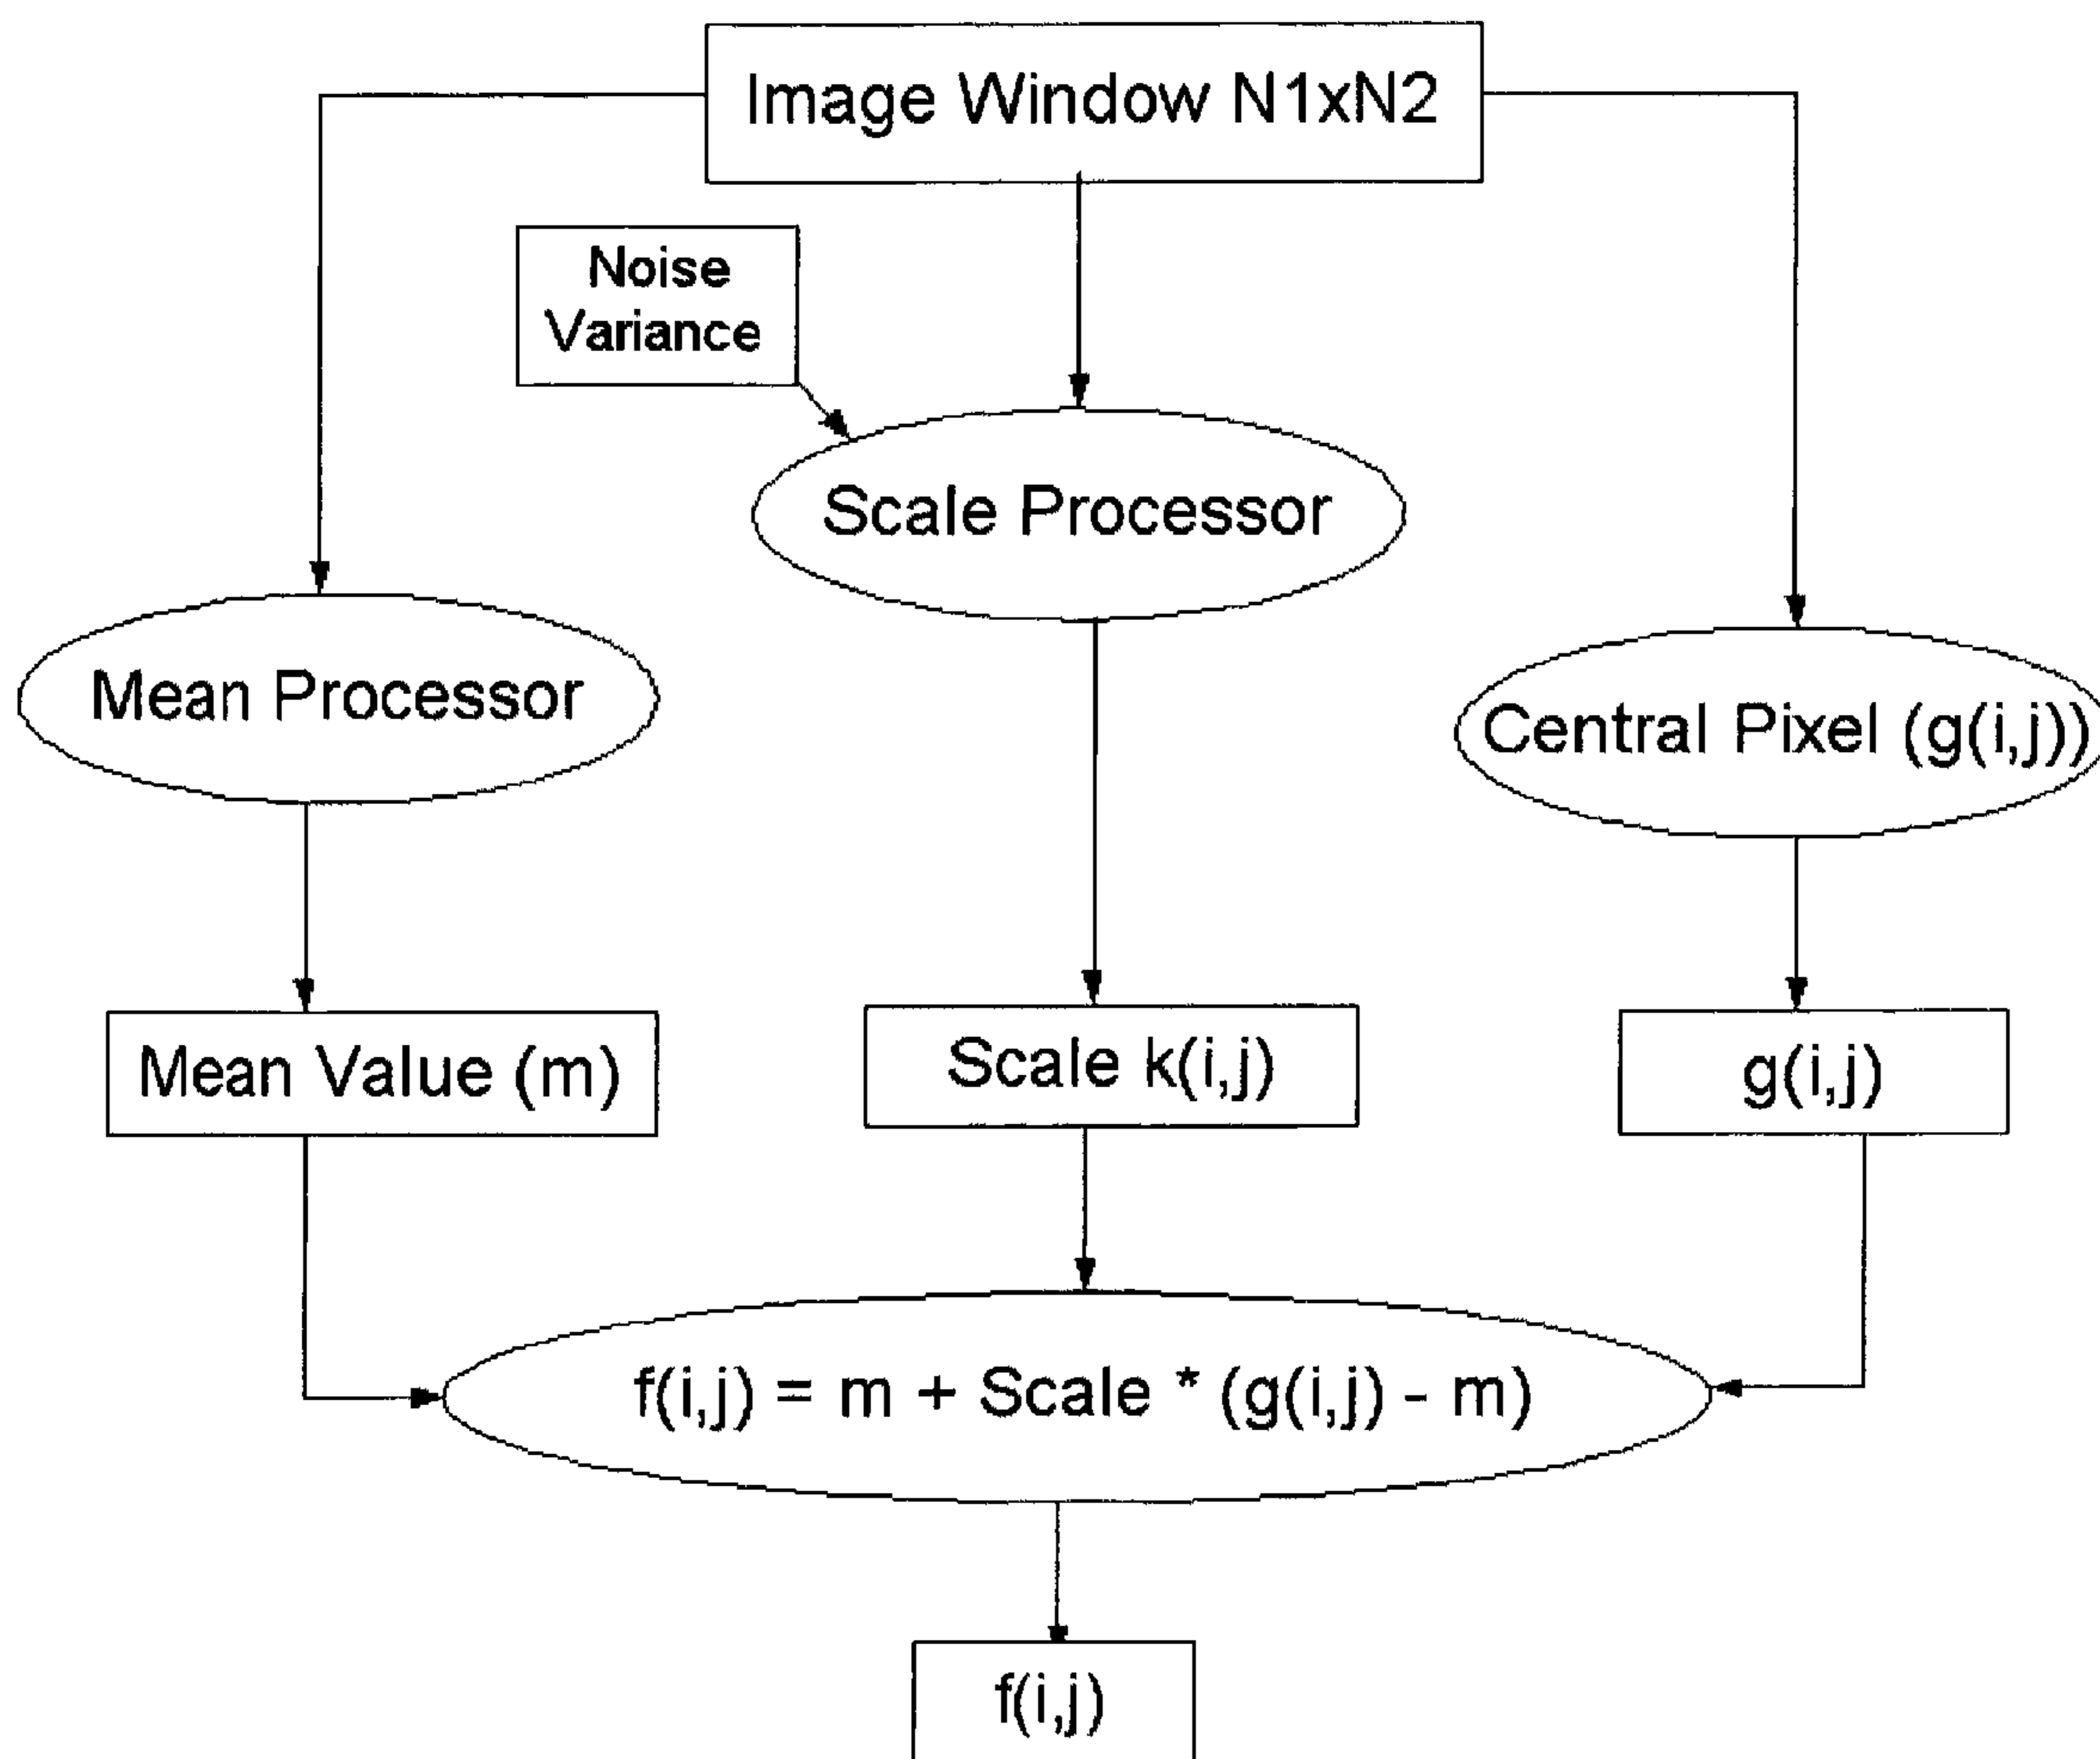 Image Window N1xN2
Noise
Variance
Scale Processor
Mean Processor
Central Pixel (g(i,j))
Mean Value (m)
Scale k(i,j)
g(i,j)
f(i,j) = m + Scale * (g(i,j) - m)
f(i,j)